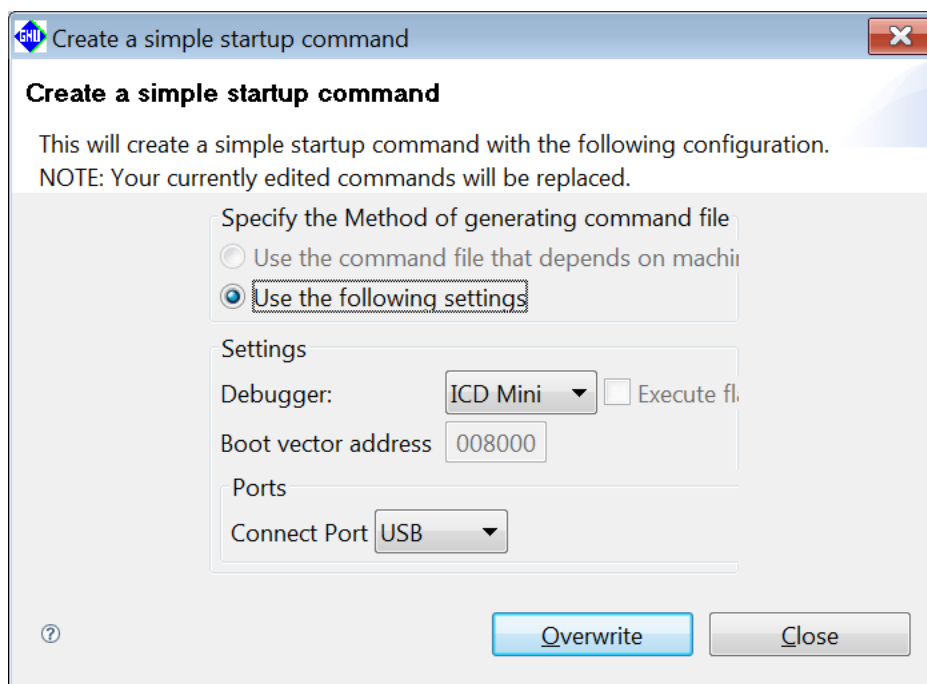 GNU Create a simple startup command
Create a simple startup command
This will create a simple startup command with the following configuration.
NOTE: Your currently edited commands will be replaced.
Specify the Method of generating command file
Use the command file that depends on machi
Use the following settings
Settings
Debugger: ICD Mini Execute fl
Boot vector address 008000
Ports
Connect Port USB
Overwrite Close